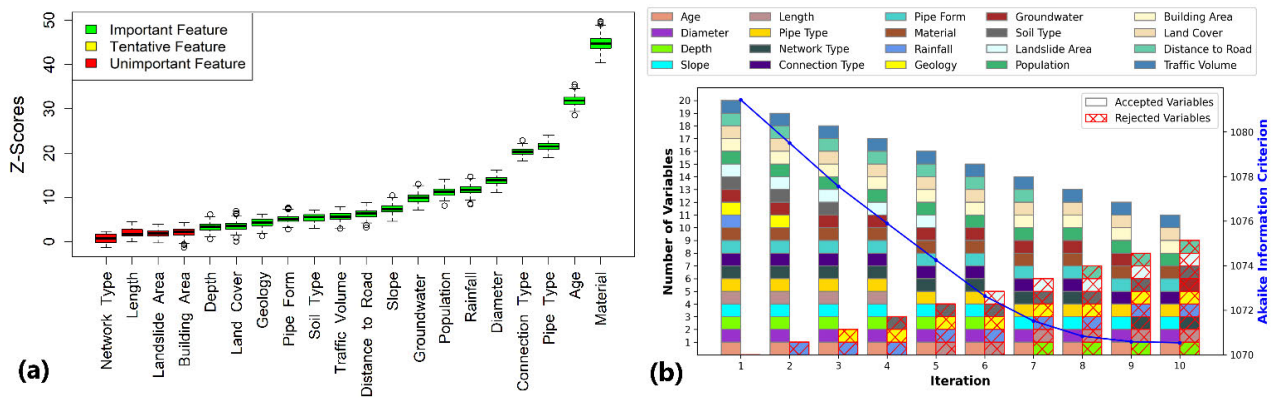 50
40
30
20
10
0
Z-Scores
Important Feature
Tentative Feature
Unimportant Feature
Network Type
Length
Landside Area
Building Area
Depth
Land Cover
Geology
Pipe Form
Soil Type
Traffic Volume
Distance to Road
Slope
Groundwater
Population
Rainfall
Diameter
Connection Type
Pipe Type
Age
Material
(a)
Age Length Pipe Form Groundwater Building Area
Diameter Pipe Type Material Soil Type Land Cover
Depth Network Type Rainfall Landslide Area Distance to Road
Slope Connection Type Geology Population Traffic Volume
Accepted Variables
Rejected Variables
Number of Variables
20
19
18
17
16
15
14
13
12
11
10
9
8
7
6
5
4
3
2
1
1 2 3 4 5 6 7 8 9 10
Iteration
1080
1078
1076
1074
1072
1070
Akaike Information Criterion
(b)